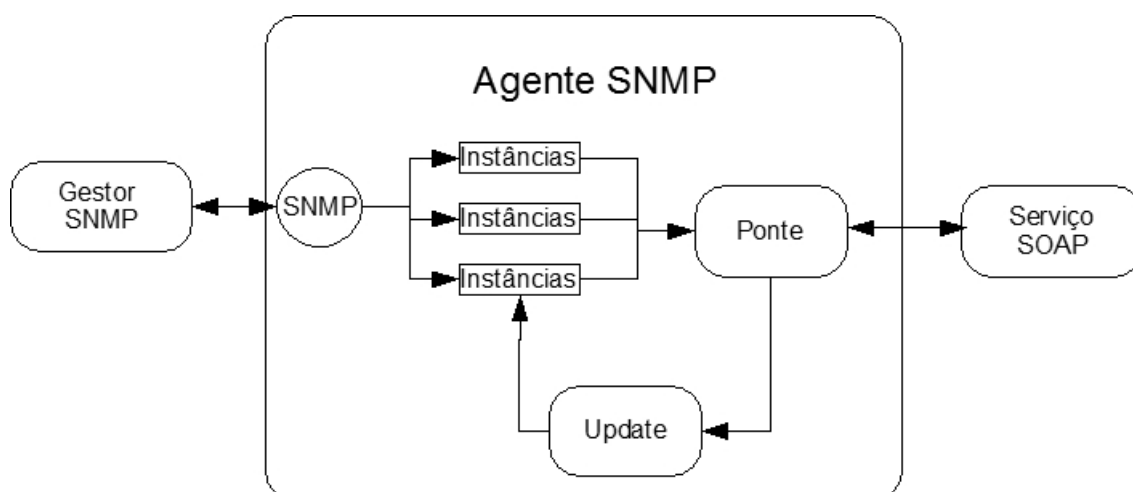 Agente SNMP
Gestor
SNMP
SNMP
Instâncias
Instâncias
Instâncias
Ponte
Serviço
SOAP
Update